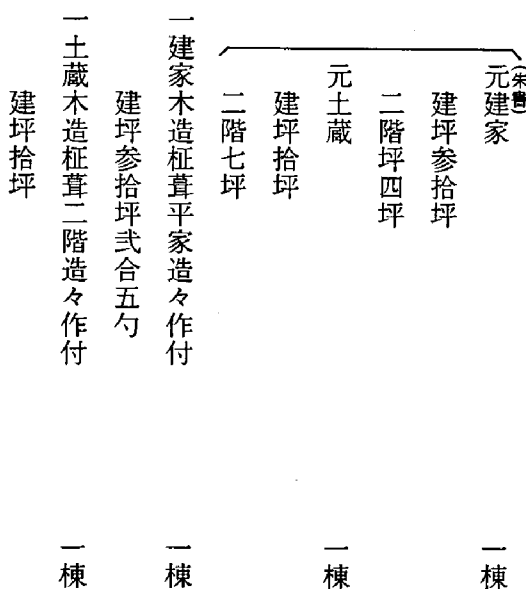 (朱書)
元建家 一棟
建坪参拾坪
二階坪四坪
元土蔵 一棟
建坪拾坪
二階七坪
一建家木造柾葺平家造々作付 一棟
建坪参拾坪弐合五勺
一土蔵木造柾葺二階造々作付 一棟
建坪拾坪